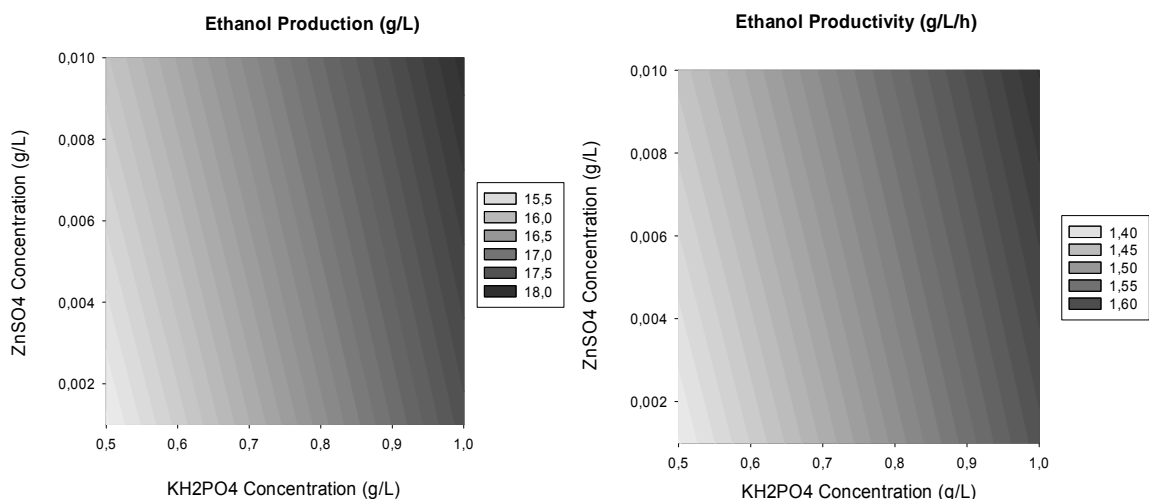 Ethanol Production (g/L)
0,010
0,008
0,006
0,004
0,002
ZnSO4 Concentration (g/L)
0,5 0,6 0,7 0,8 0,9 1,0
KH2PO4 Concentration (g/L)
15,5
16,0
16,5
17,0
17,5
18,0
Ethanol Productivity (g/L/h)
0,010
0,008
0,006
0,004
0,002
ZnSO4 Concentration (g/L)
0,5 0,6 0,7 0,8 0,9 1,0
KH2PO4 Concentration (g/L)
1,40
1,45
1,50
1,55
1,60